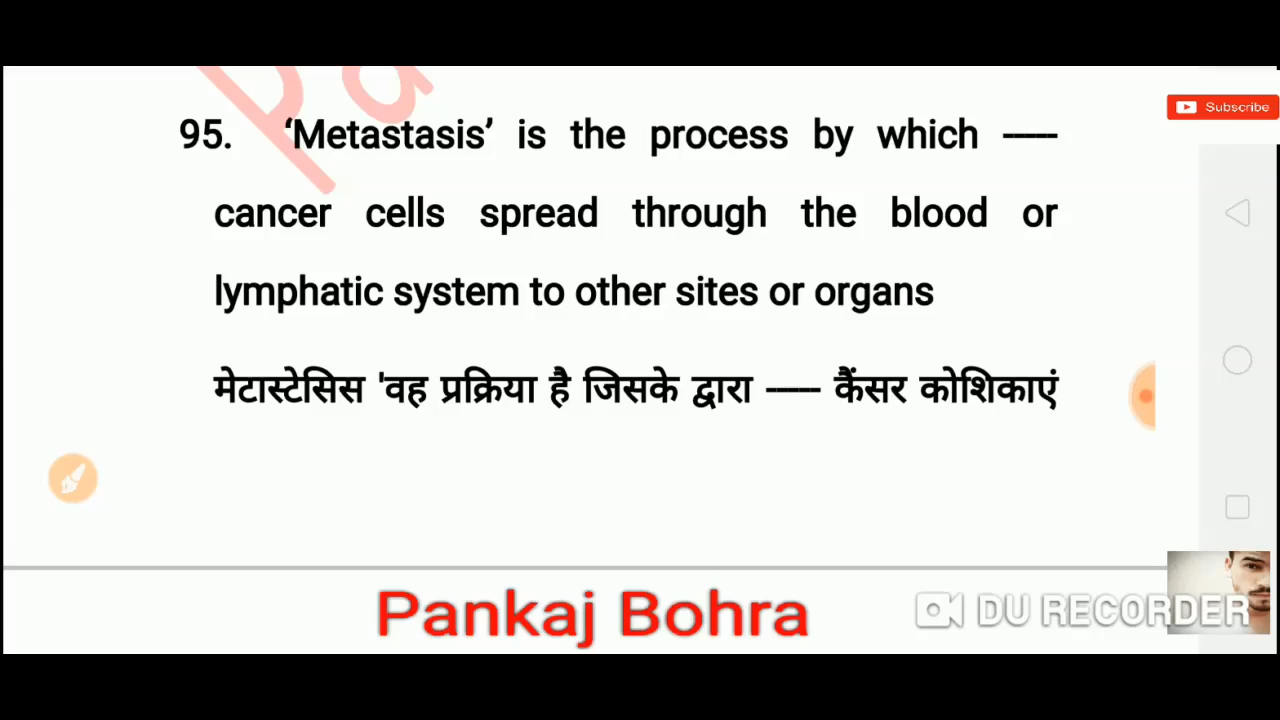 Pa
Subscribe
95. ‘Metastasis’ is the process by which -----
cancer cells spread through the blood or
lymphatic system to other sites or organs
मेटास्टेसिस 'वह प्रक्रिया है जिसके द्वारा ----- कैंसर कोशिकाएं
Pankaj Bohra
DU RECORDER